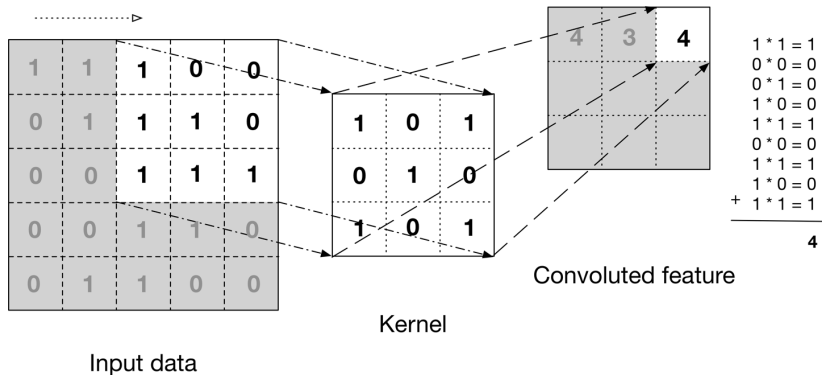 1 1 1 0 0
0 1 1 1 0
0 0 1 1 1
0 0 1 1 0
0 1 1 0 0
Input data
1 0 1
0 1 0
1 0 1
Kernel
4 3 4
Convoluted feature
1 * 1 = 1
0 * 0 = 0
0 * 1 = 0
1 * 0 = 0
1 * 1 = 1
0 * 0 = 0
1 * 1 = 1
1 * 0 = 0
+ 1 * 1 = 1
4